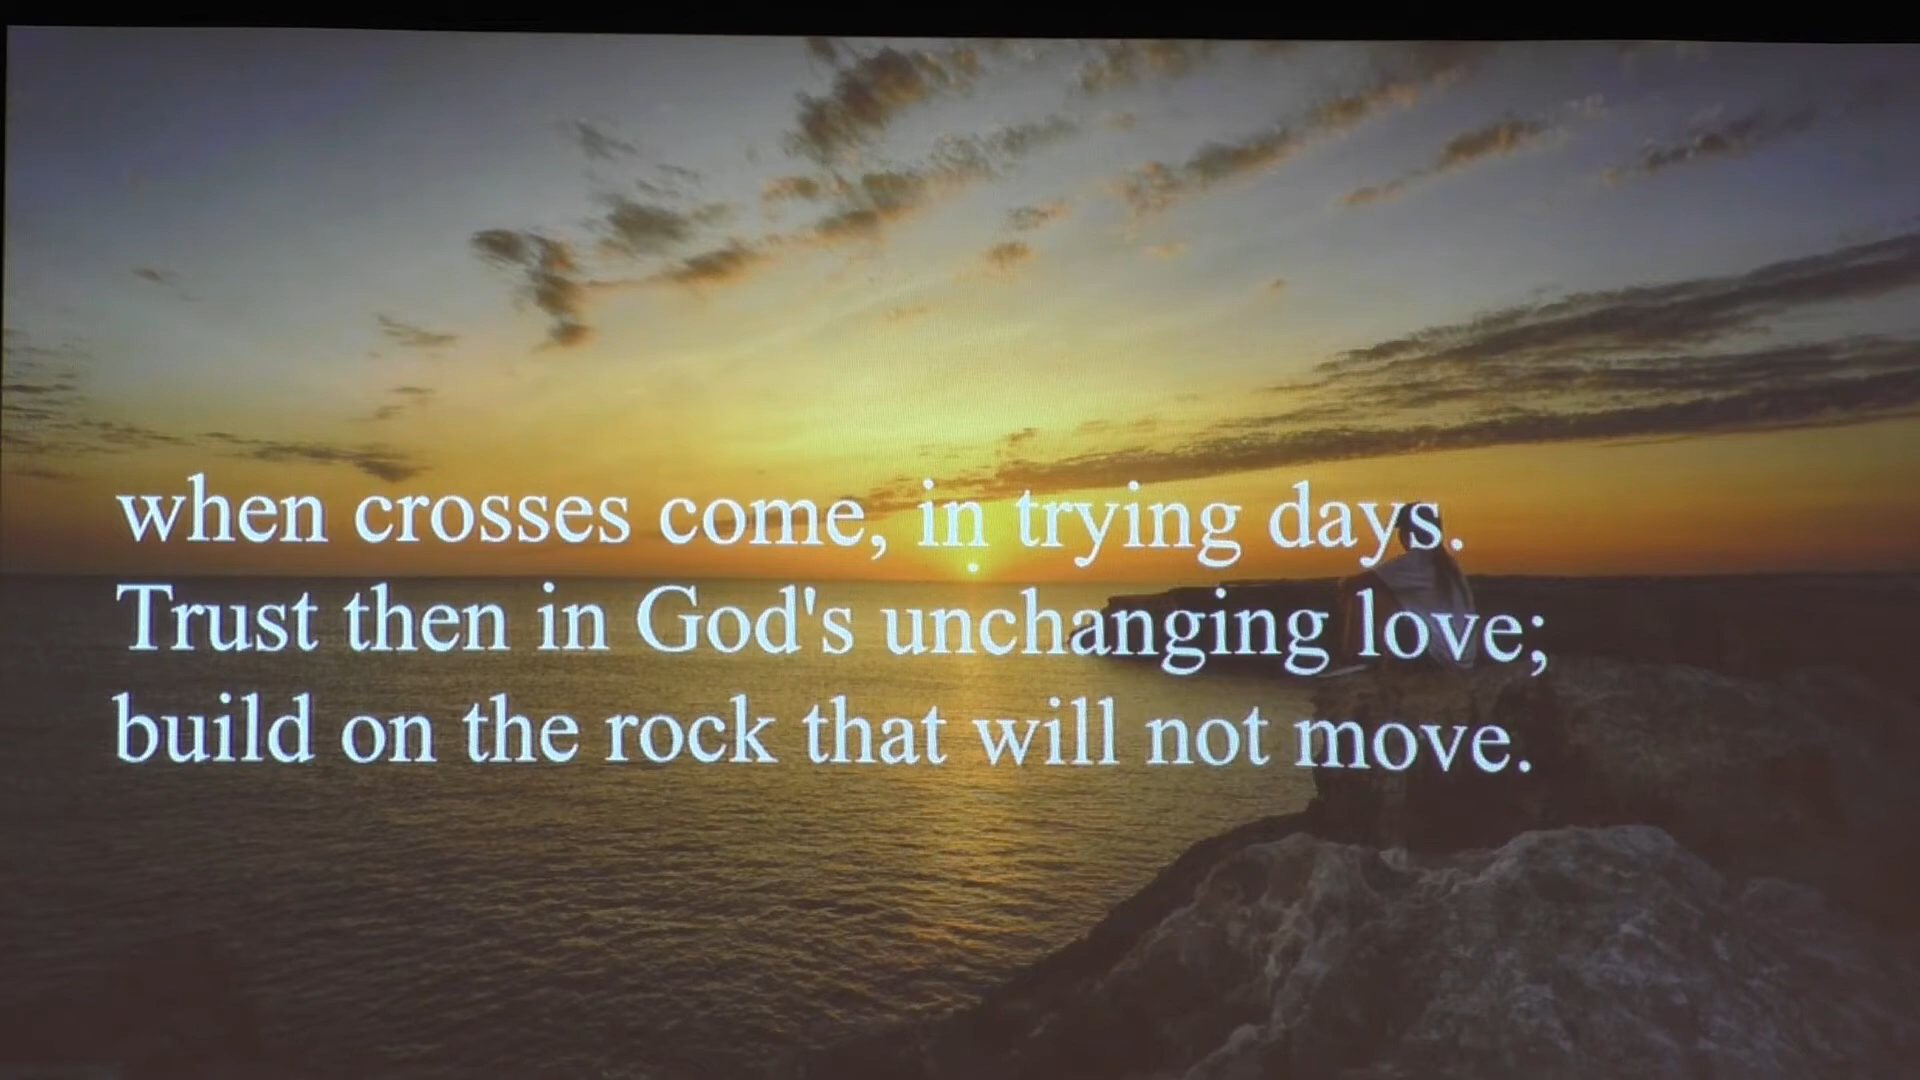 when crosses come, in trying days.
Trust then in God's unchanging love;
build on the rock that will not move.